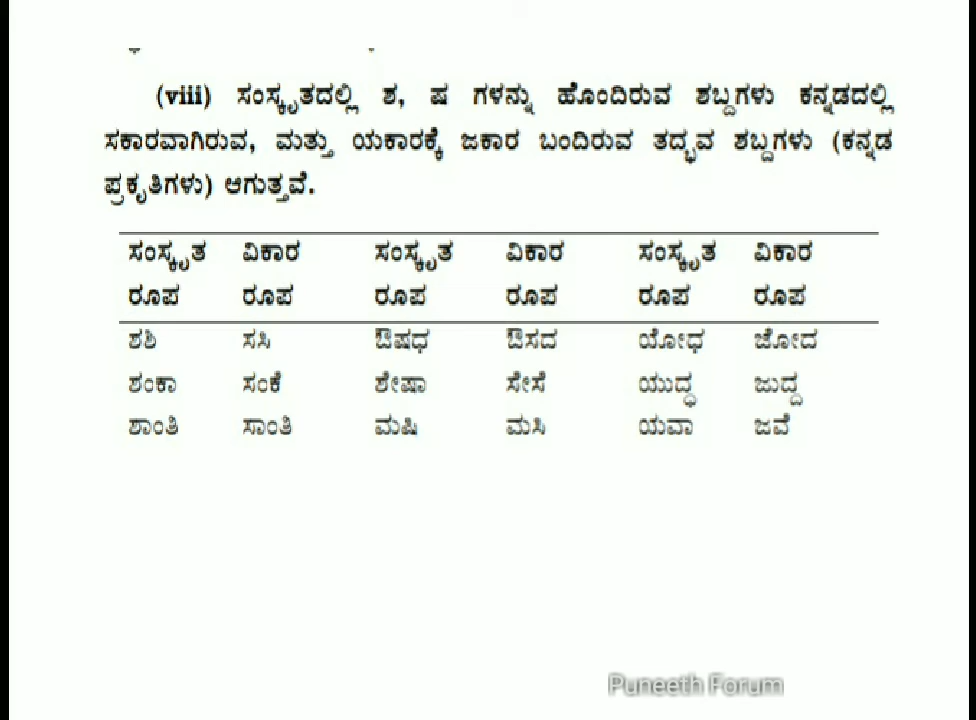 (viii) ಸಂಸ್ಕೃತದಲ್ಲಿ ಶ, ಷ ಗಳನ್ನು ಹೊಂದಿರುವ ಶಬ್ದಗಳು ಕನ್ನಡದಲ್ಲಿ
ಸಕಾರವಾಗಿರುವ, ಮತ್ತು ಯಕಾರಕ್ಕೆ ಜಕಾರ ಬಂದಿರುವ ತದ್ಭವ ಶಬ್ದಗಳು (ಕನ್ನಡ
ಪ್ರಕೃತಿಗಳು) ಆಗುತ್ತವೆ.
ಸಂಸ್ಕೃತ ವಿಕಾರ ಸಂಸ್ಕೃತ ವಿಕಾರ ಸಂಸ್ಕೃತ ವಿಕಾರ
ರೂಪ ರೂಪ ರೂಪ ರೂಪ ರೂಪ ರೂಪ
ಶಶಿ ಸಸಿ ಔಷಧ ಔಸದ ಯೋಧ ಜೋದ
ಶಂಕಾ ಸಂಕೆ ಶೇಷಾ ಸೇಸೆ ಯುದ್ಧ ಜುದ್ದ
ಶಾಂತಿ ಸಾಂತಿ ಮಷಿ ಮಸಿ ಯವಾ ಜವೆ
Puneeth Forum